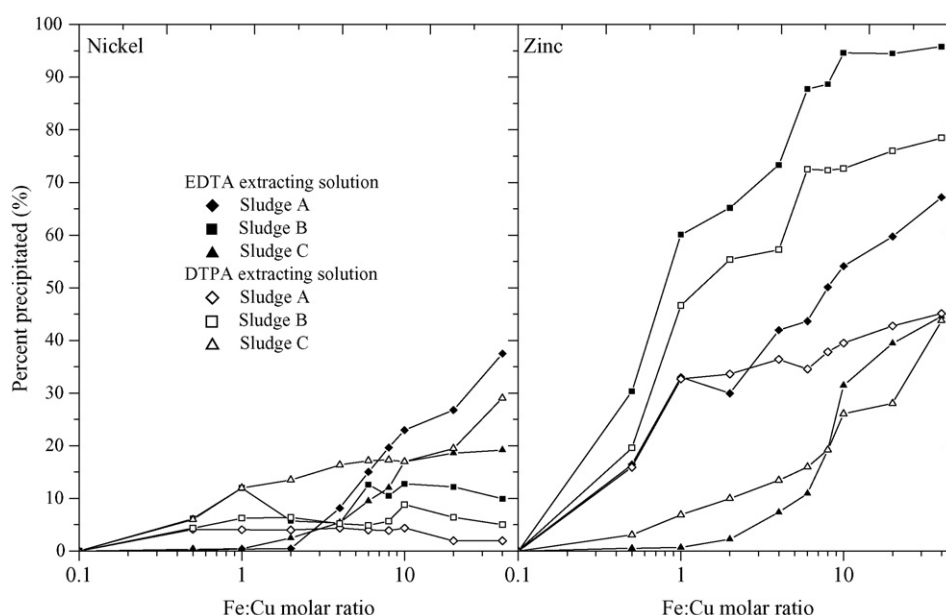 Percent precipitated (%)
100
90
80
70
60
50
40
30
20
10
0
Nickel
EDTA extracting solution
Sludge A
Sludge B
Sludge C
DTPA extracting solution
Sludge A
Sludge B
Sludge C
0.1 1 10
Fe:Cu molar ratio
Zinc
0.1 1 10
Fe:Cu molar ratio